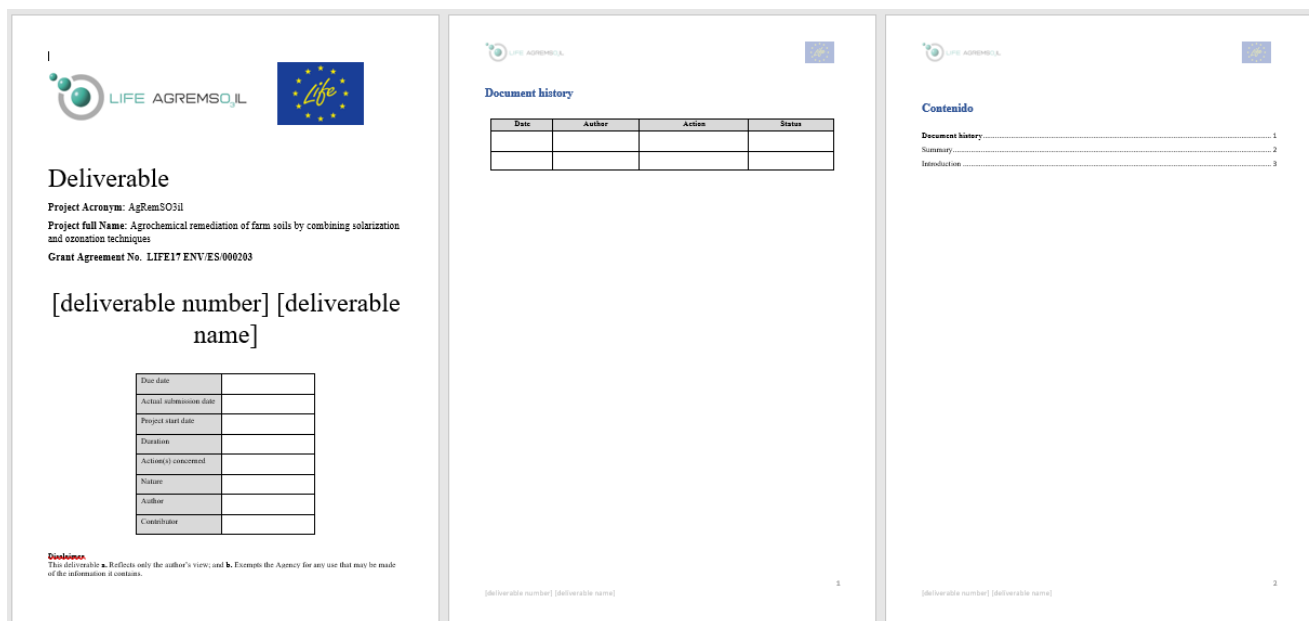 LIFE AGREMSO3IL
Life
Deliverable
Project Acronym: AgRemSO3il
Project full Name: Agrochemical remediation of farm soils by combining solarization
and ozonation techniques
Grant Agreement No. LIFE17 ENV/ES/000203
[deliverable number] [deliverable
name]
Due date
Actual submission date
Project start date
Duration
Action(s) concerned
Nature
Author
Contributor
Disclaimer
This deliverable a. Reflects only the author's view; and b. Exempts the Agency for any use that may be made
of the information it contains.
LIFE AGREMSO3IL
Document history
Date Author Action Status
1
[deliverable number] [deliverable name]
LIFE AGREMSO3IL
Contenido
Document history 1
Summary 2
Introduction 3
2
[deliverable number] [deliverable name]